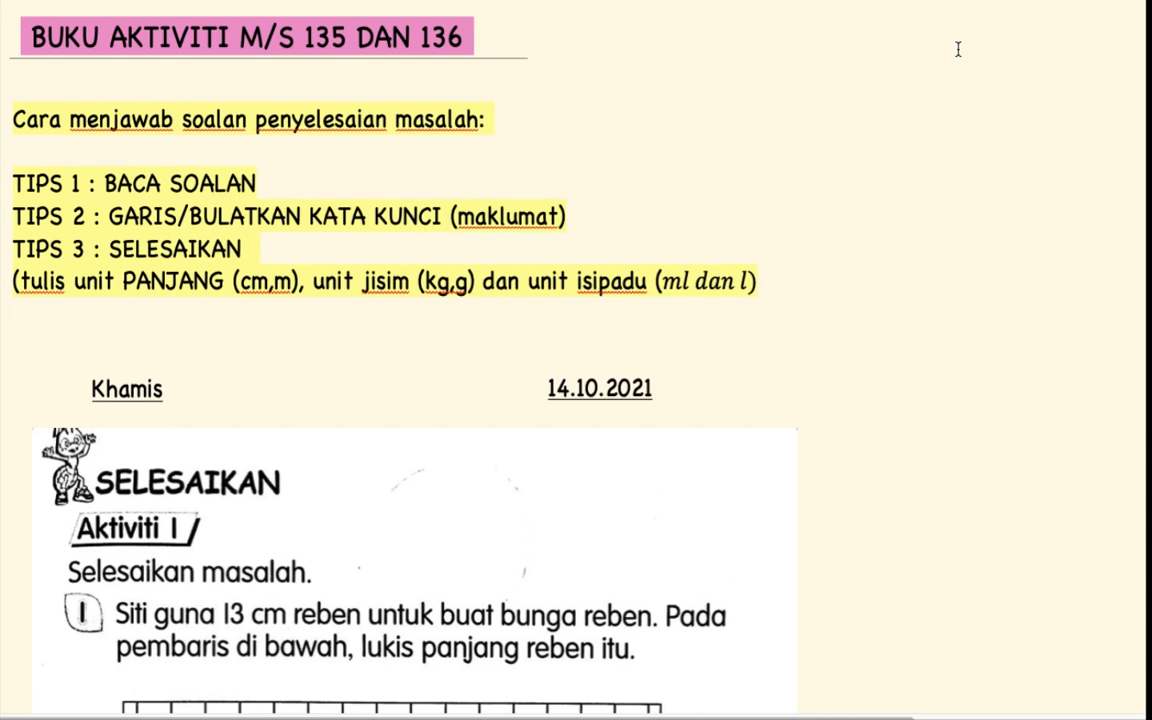 BUKU AKTIVITI M/S 135 DAN 136
Cara menjawab soalan penyelesaian masalah:
TIPS 1 : BACA SOALAN
TIPS 2 : GARIS/BULATKAN KATA KUNCI (maklumat)
TIPS 3 : SELESAIKAN
(tulis unit PANJANG (cm,m), unit jisim (kg,g) dan unit isipadu (ml dan l)
Khamis 14.10.2021
SELESAIKAN
Aktiviti 1
Selesaikan masalah.
1 Siti guna 13 cm reben untuk buat bunga reben. Pada
pembaris di bawah, lukis panjang reben itu.